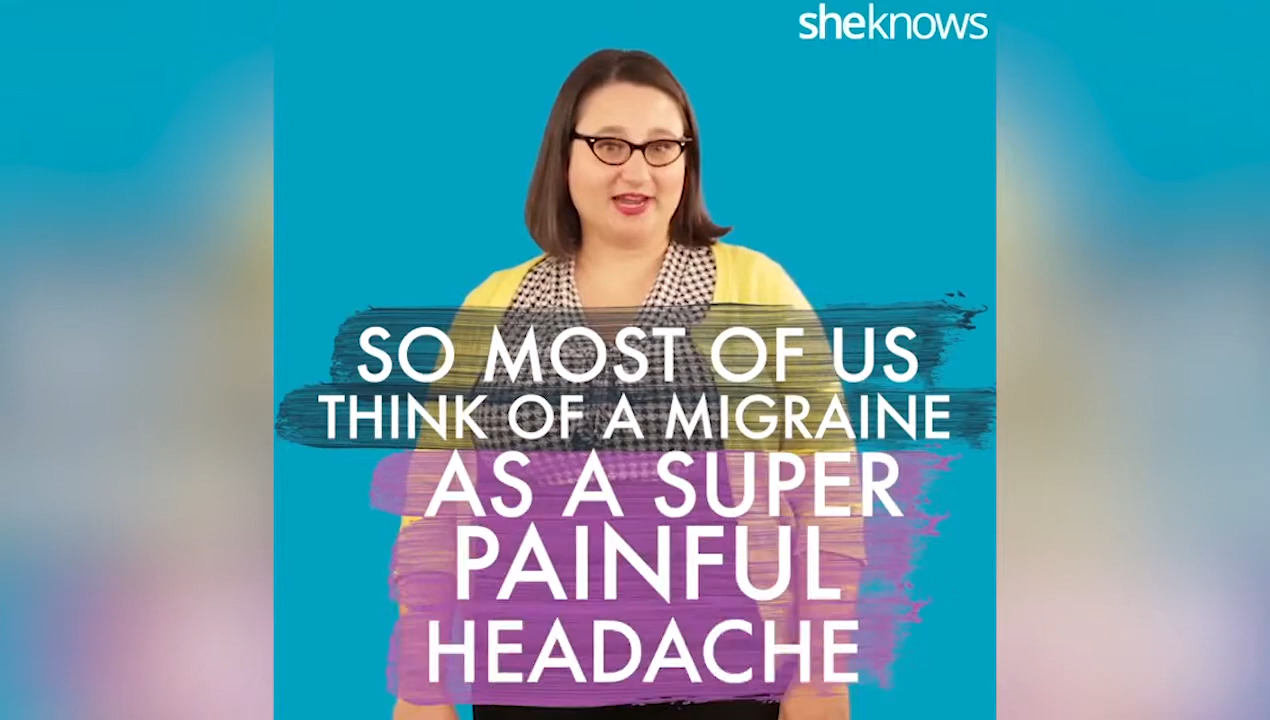 sheknows
SO MOST OF US
THINK OF A MIGRAINE
AS A SUPER
PAINFUL
HEADACHE